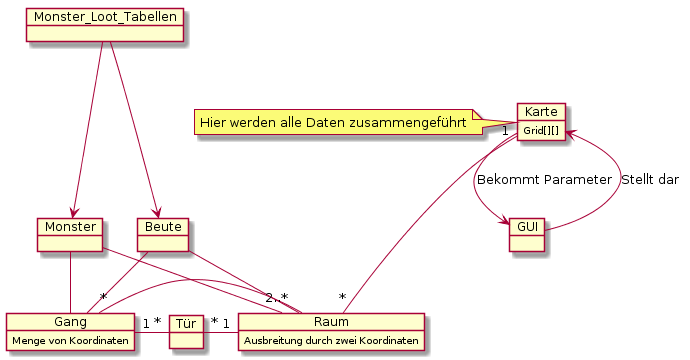 Monster_Loot_Tabellen
Hier werden alle Daten zusammengeführt
Karte
Grid[][]
1
Bekommt Parameter
Stellt dar
Monster
Beute
GUI
*
2..*
*
Gang
Menge von Koordinaten
1
*
Tür
*
1
Raum
Ausbreitung durch zwei Koordinaten